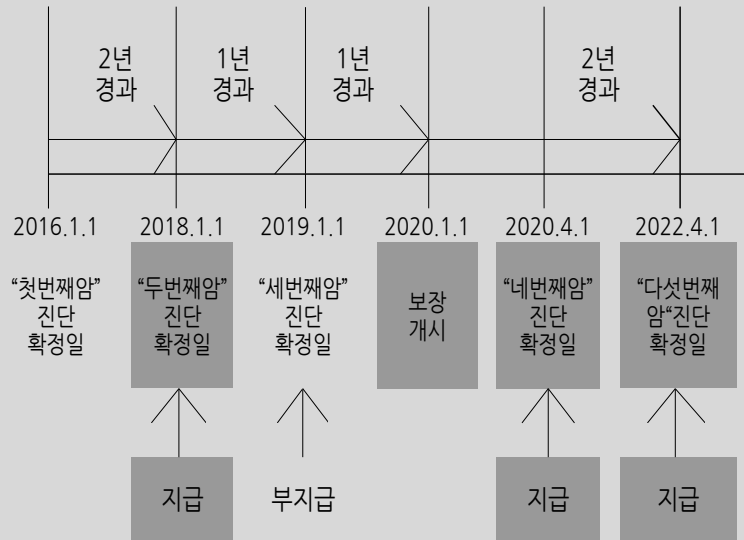 2년
경과
1년
경과
1년
경과
2년
경과
2016.1.1
2018.1.1
2019.1.1
2020.1.1
2020.4.1
2022.4.1
“첫번째암”
진단
확정일
“두번째암”
진단
확정일
“세번째암”
진단
확정일
보장
개시
“네번째암”
진단
확정일
“다섯번째
암“진단
확정일
지급
부지급
지급
지급